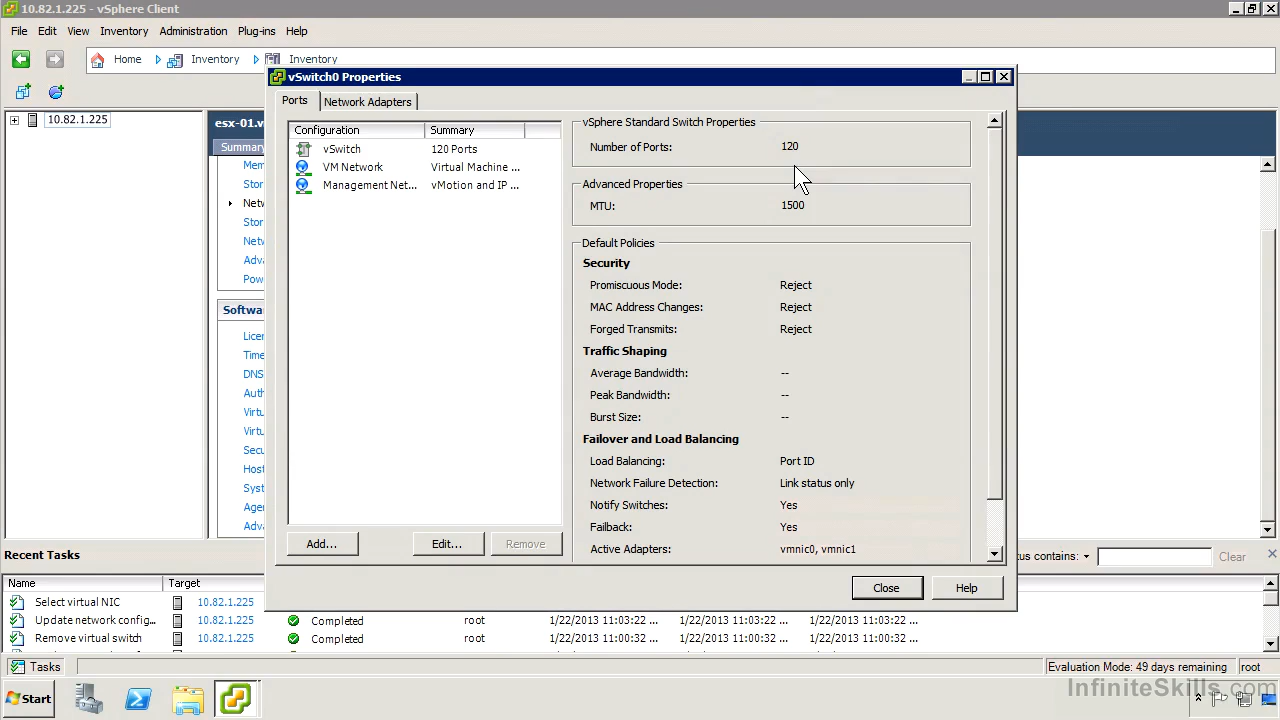 10.82.1.225 - vSphere Client
File Edit View Inventory Administration Plug-ins Help
Home Inventory Inventory
10.82.1.225
esx-01.v
Summary
Mem
Stor
Net
Stor
Net
Adva
Pow
Softwa
Licen
Time
DNS
Auth
Virtu
Virtu
Secu
Host
Syst
Agen
Adva
vSwitch0 Properties
Ports Network Adapters
Configuration Summary
vSwitch 120 Ports
VM Network Virtual Machine ...
Management Net... vMotion and IP ...
Add... Edit... Remove
vSphere Standard Switch Properties
Number of Ports: 120
Advanced Properties
MTU: 1500
Default Policies
Security
Promiscuous Mode: Reject
MAC Address Changes: Reject
Forged Transmits: Reject
Traffic Shaping
Average Bandwidth: --
Peak Bandwidth: --
Burst Size: --
Failover and Load Balancing
Load Balancing: Port ID
Network Failure Detection: Link status only
Notify Switches: Yes
Failback: Yes
Active Adapters: vmnic0, vmnic1
Close Help
Recent Tasks
tus contains: Clear
Name Target
Select virtual NIC 10.82.1.225
Update network config... 10.82.1.225 Completed root 1/22/2013 11:03:22 ... 1/22/2013 11:03:22 ... 1/22/2013 11:03:22 ...
Remove virtual switch 10.82.1.225 Completed root 1/22/2013 11:00:32 ... 1/22/2013 11:00:32 ... 1/22/2013 11:00:32 ...
Tasks Evaluation Mode: 49 days remaining root
Start
InfiniteSkills.com